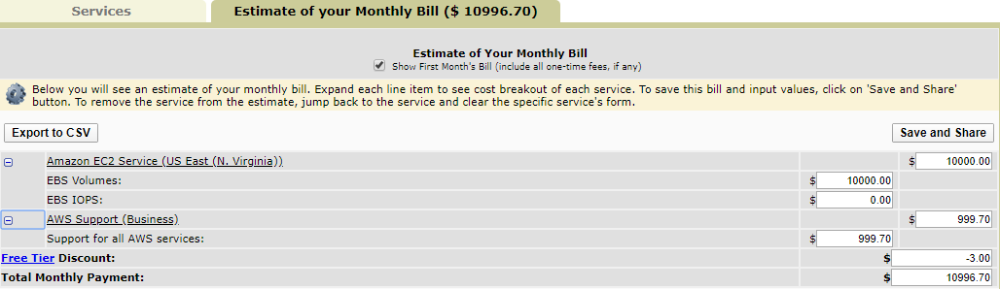 Services
Estimate of your Monthly Bill ($ 10996.70)
Estimate of Your Monthly Bill
Show First Month's Bill (include all one-time fees, if any)
Below you will see an estimate of your monthly bill. Expand each line item to see cost breakout of each service. To save this bill and input values, click on 'Save and Share'
button. To remove the service from the estimate, jump back to the service and clear the specific service's form.
Export to CSV
Save and Share
Amazon EC2 Service (US East (N. Virginia)) $ 10000.00
EBS Volumes: $ 10000.00
EBS IOPS: $ 0.00
AWS Support (Business) $ 999.70
Support for all AWS services: $ 999.70
Free Tier Discount: $ -3.00
Total Monthly Payment: $ 10996.70